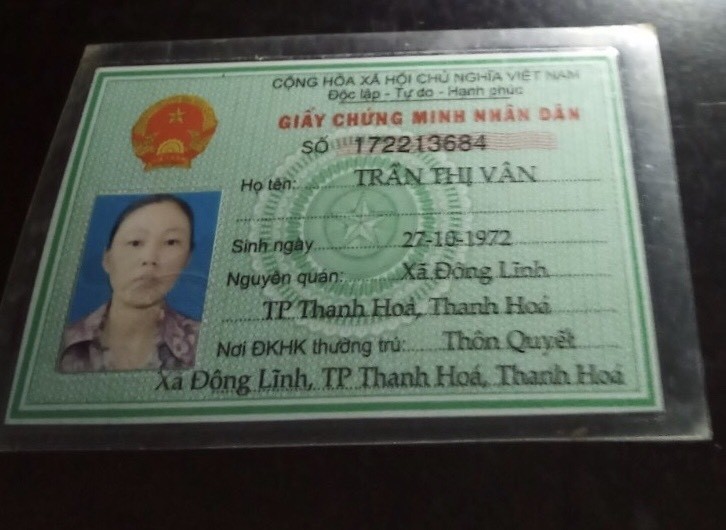 CỘNG HÒA XÃ HỘI CHỦ NGHĨA VIỆT NAM
Độc lập - Tự do - Hạnh phúc
GIẤY CHỨNG MINH NHÂN DÂN
SỐ 172213684
Họ tên: TRẦN THỊ VÂN
Sinh ngày 27-10-1972
Nguyên quán: Xã Đông Lĩnh
TP Thanh Hoá, Thanh Hoá
Nơi ĐKHK thường trú: Thôn Quyết
Xã Đông Lĩnh, TP Thanh Hoá, Thanh Hoá